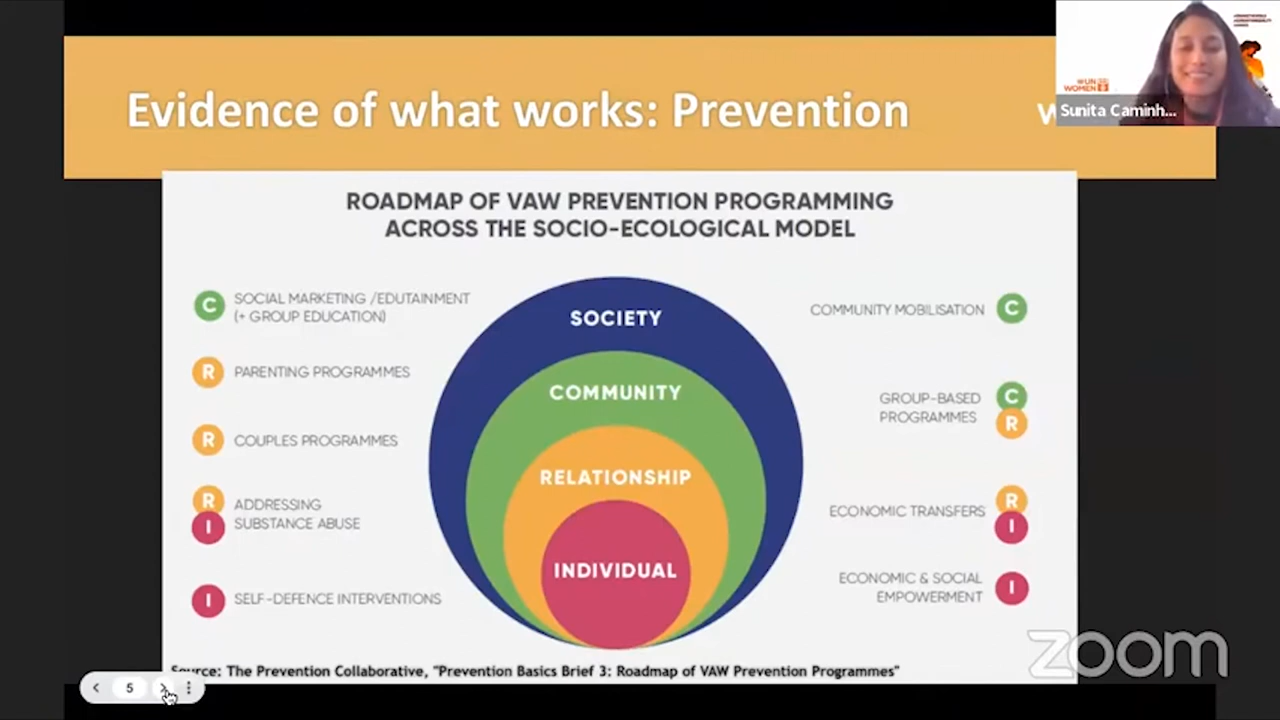 Evidence of what works: Prevention
UN
WOMEN
Sunita Caminh...
ROADMAP OF VAW PREVENTION PROGRAMMING
ACROSS THE SOCIO-ECOLOGICAL MODEL
C SOCIAL MARKETING /EDUTAINMENT
(+ GROUP EDUCATION)
R PARENTING PROGRAMMES
R COUPLES PROGRAMMES
R ADDRESSING
I SUBSTANCE ABUSE
I SELF-DEFENCE INTERVENTIONS
SOCIETY
COMMUNITY
RELATIONSHIP
INDIVIDUAL
COMMUNITY MOBILISATION C
GROUP-BASED C
PROGRAMMES R
ECONOMIC TRANSFERS R
I
ECONOMIC & SOCIAL I
EMPOWERMENT
zoom
Source: The Prevention Collaborative, "Prevention Basics Brief 3: Roadmap of VAW Prevention Programmes"
5